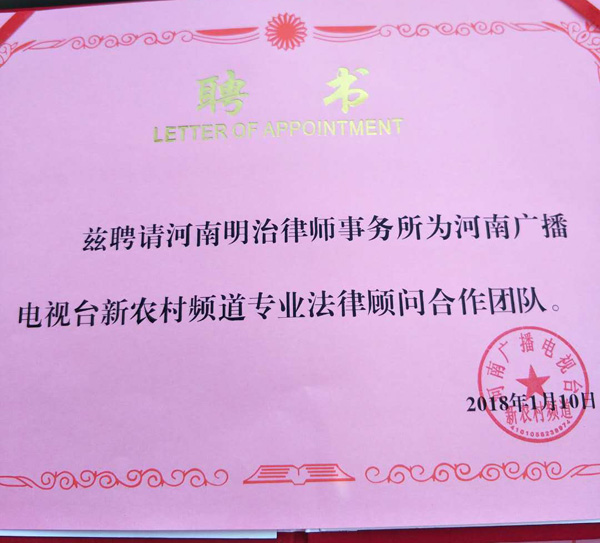 聘书
LETTER OF APPOINTMENT
兹聘请河南明治律师事务所为河南广播
电视台新农村频道专业法律顾问合作团队。
河南广播电视台
新农村频道
2018年1月10日